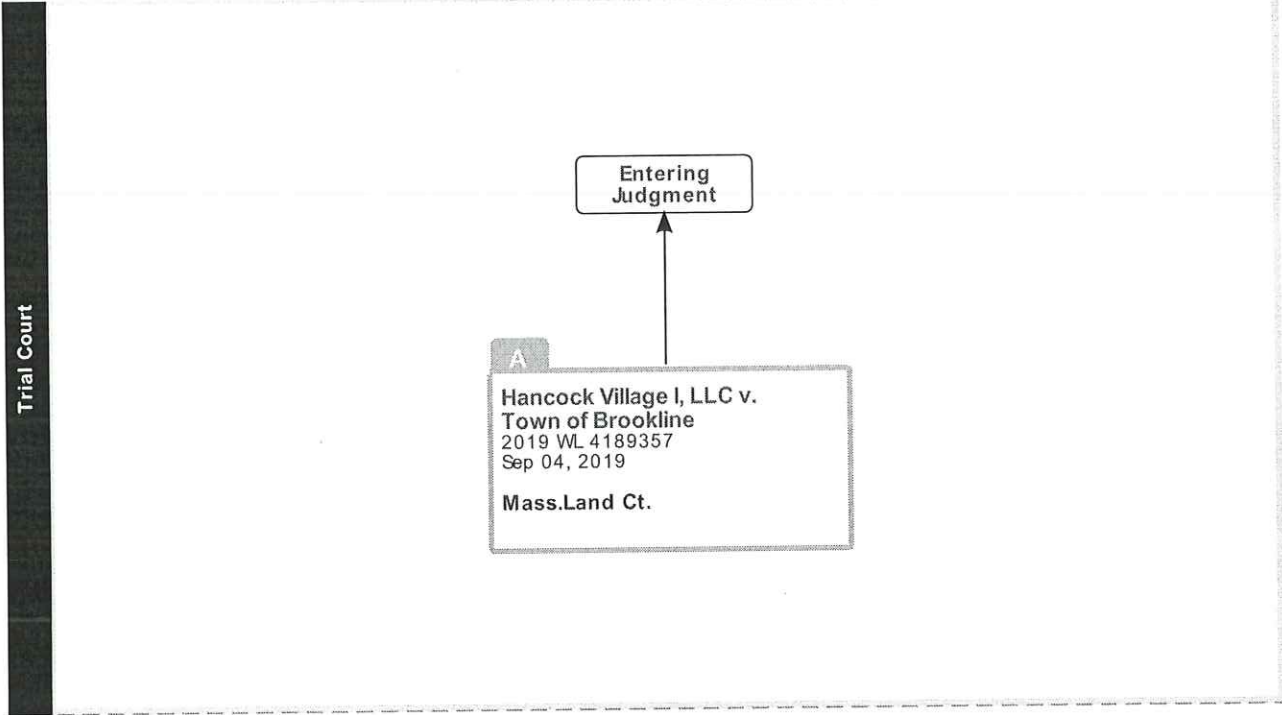 Trial Court
Entering
Judgment
A
Hancock Village I, LLC v.
Town of Brookline
2019 WL 4189357
Sep 04, 2019
Mass.Land Ct.